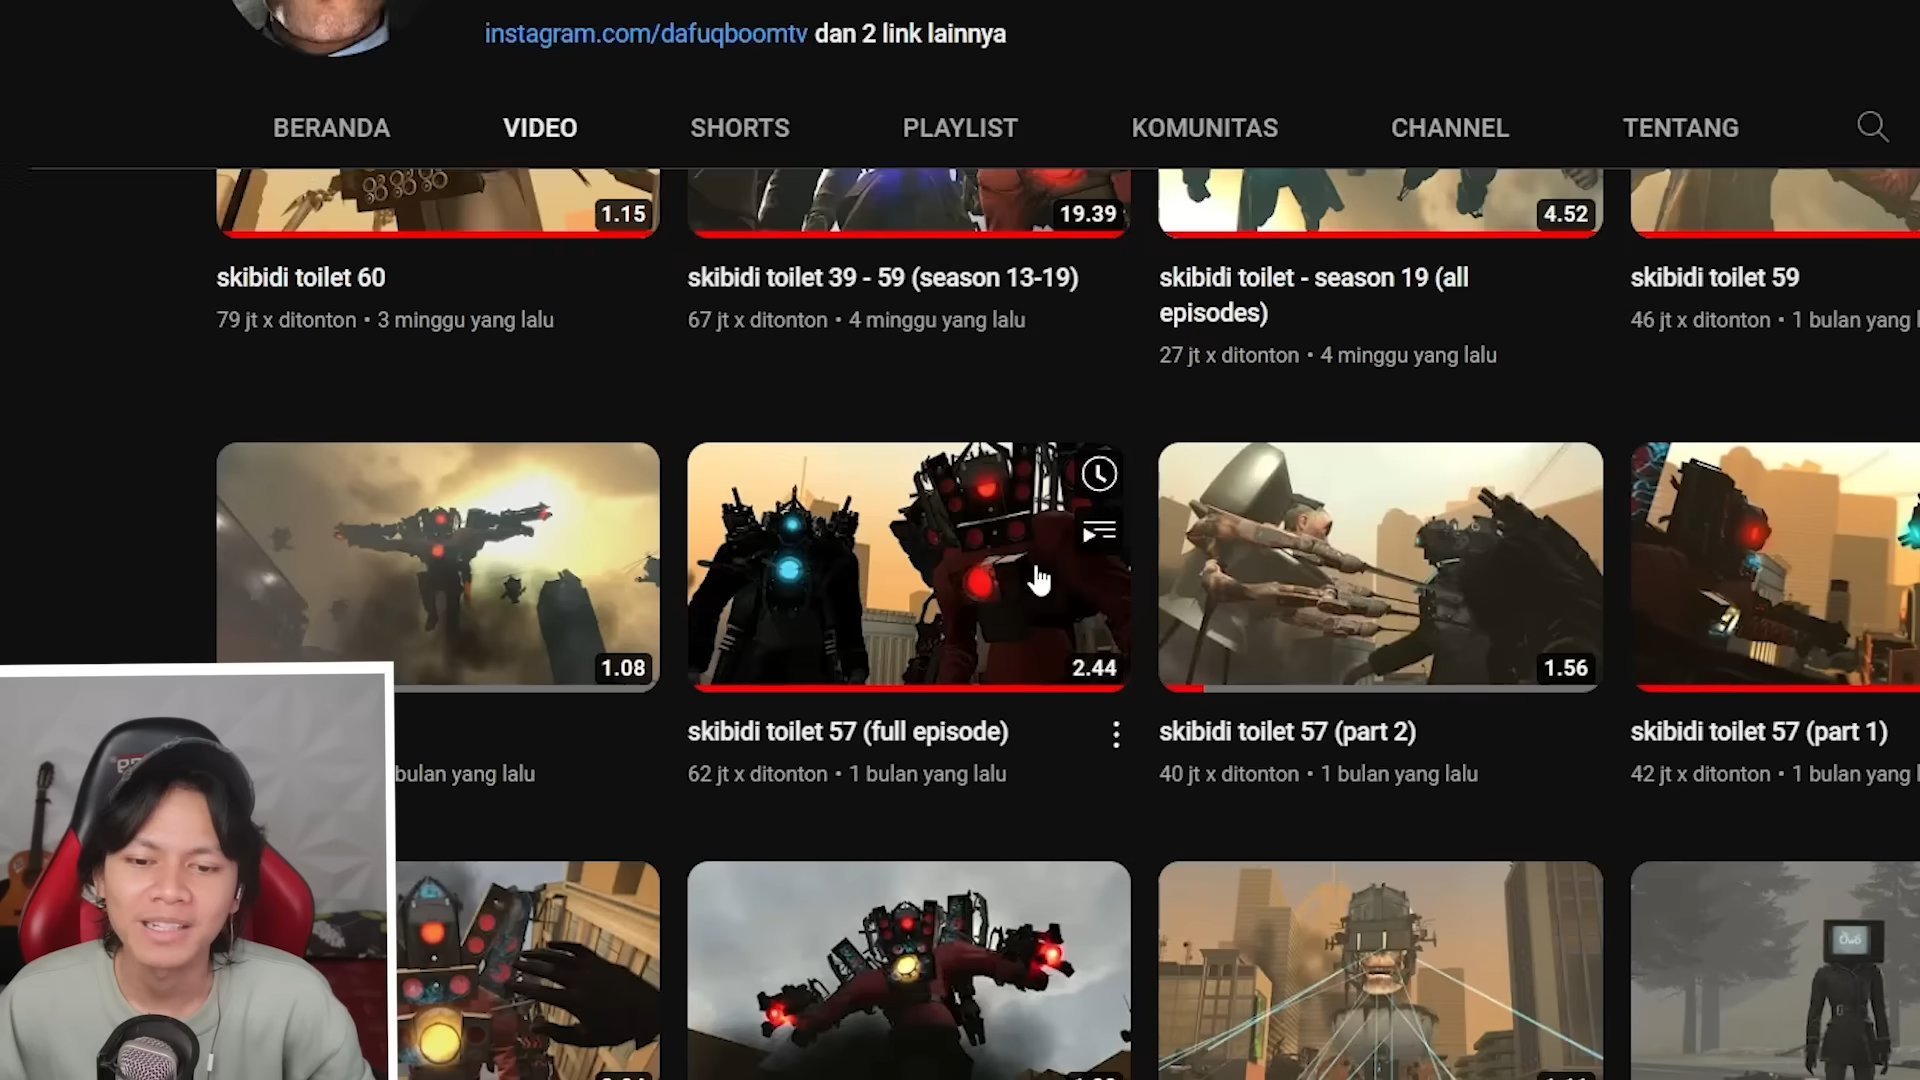 instagram.com/dafuqboomtv dan 2 link lainnya
BERANDA
VIDEO
SHORTS
PLAYLIST
KOMUNITAS
CHANNEL
TENTANG
1.15
19.39
4.52
skibidi toilet 60
79 jt x ditonton • 3 minggu yang lalu
skibidi toilet 39 - 59 (season 13-19)
67 jt x ditonton • 4 minggu yang lalu
skibidi toilet - season 19 (all
episodes)
27 jt x ditonton • 4 minggu yang lalu
skibidi toilet 59
46 jt x ditonton • 1 bulan yang
1.08
2.44
1.56
bulan yang lalu
skibidi toilet 57 (full episode)
62 jt x ditonton • 1 bulan yang lalu
skibidi toilet 57 (part 2)
40 jt x ditonton • 1 bulan yang lalu
skibidi toilet 57 (part 1)
42 jt x ditonton • 1 bulan yang